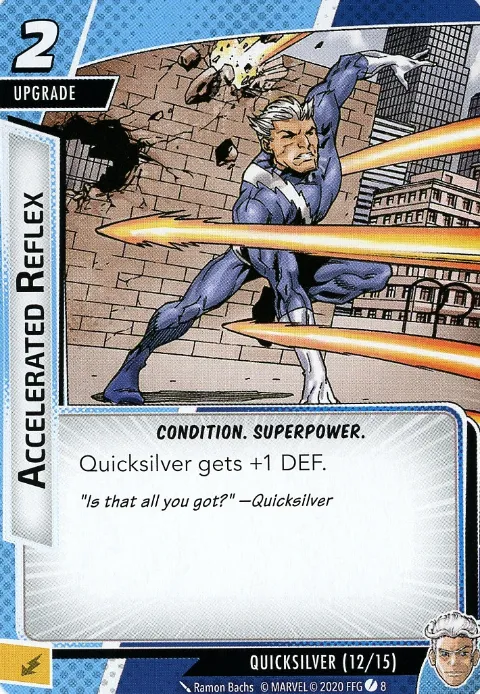 2
UPGRADE
ACCELERATED REFLEX
CONDITION. SUPERPOWER.
Quicksilver gets +1 DEF.
"Is that all you got?" —Quicksilver
QUICKSILVER (12/15)
Ramon Bachs © MARVEL © 2020 FFG 8